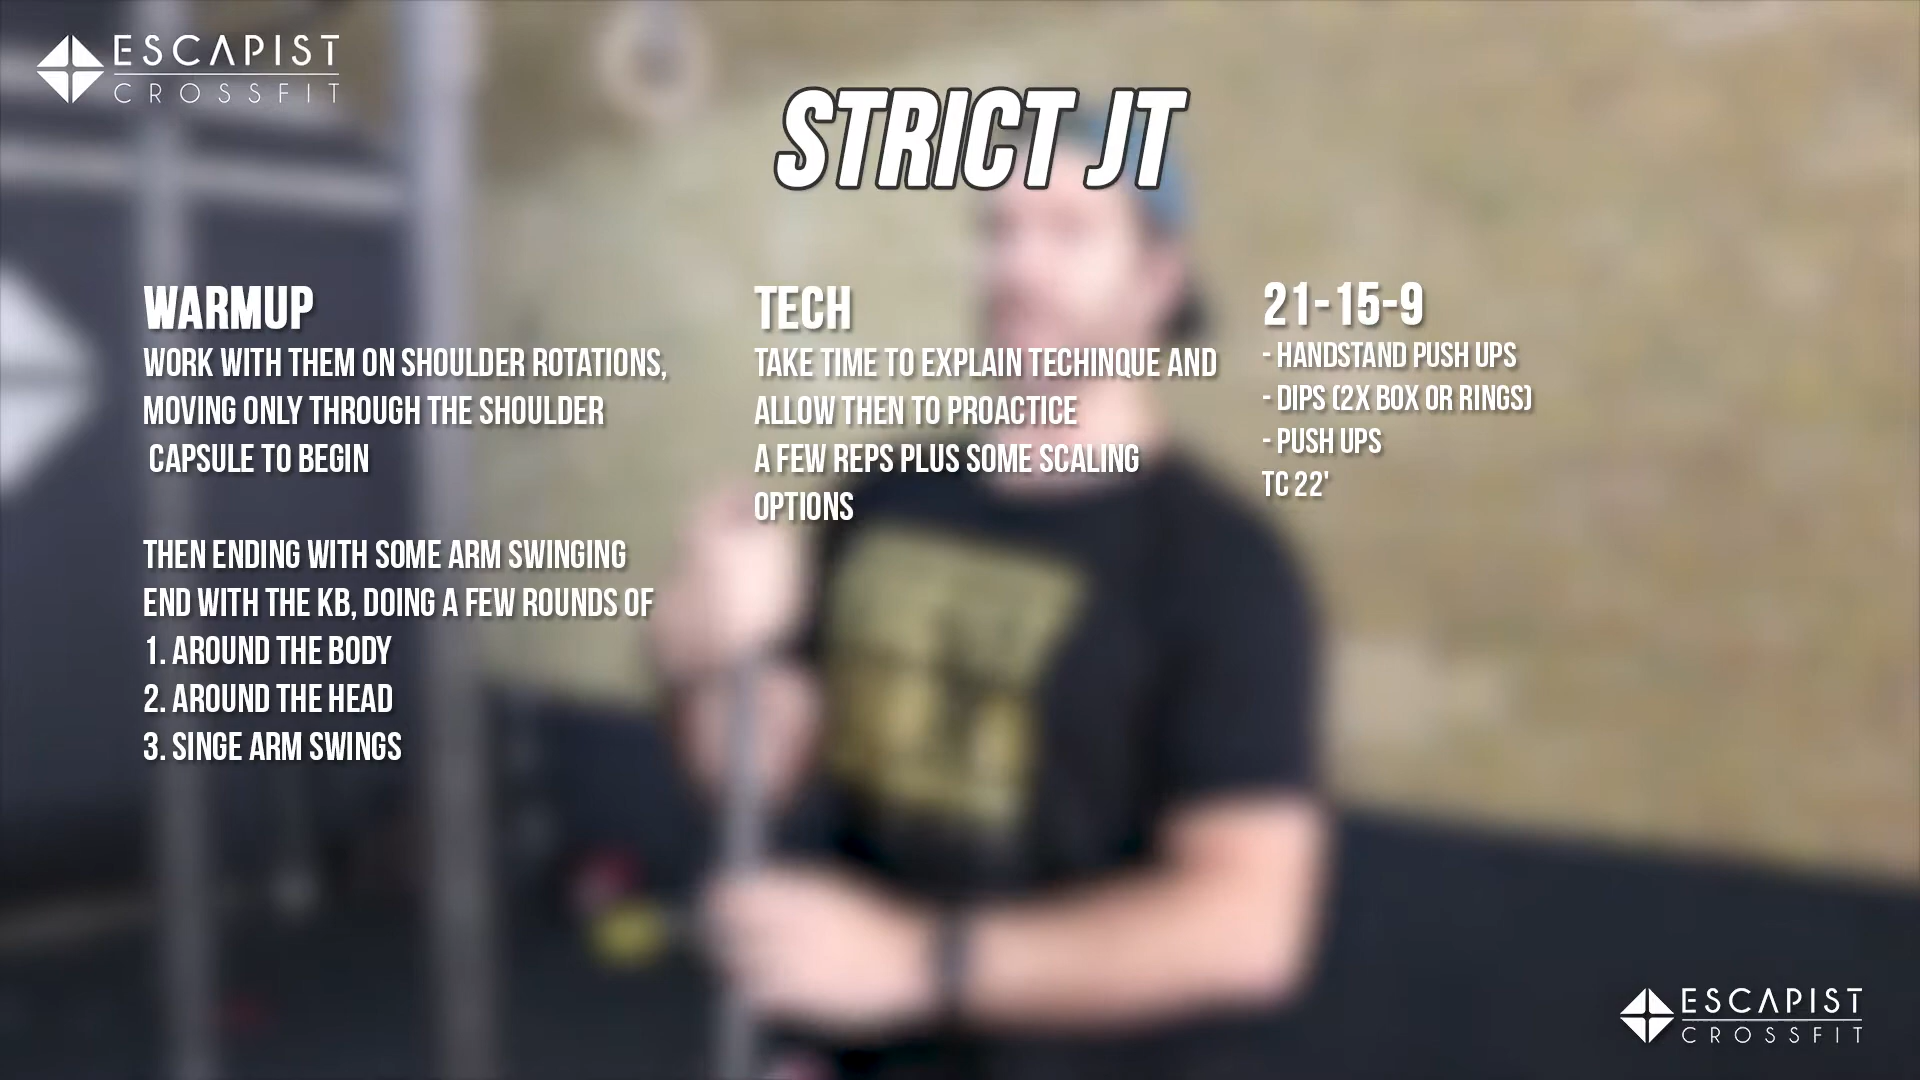 ESCAPIST
CROSSFIT
STRICT JT
WARMUP
WORK WITH THEM ON SHOULDER ROTATIONS,
MOVING ONLY THROUGH THE SHOULDER
CAPSULE TO BEGIN
THEN ENDING WITH SOME ARM SWINGING
END WITH THE KB, DOING A FEW ROUNDS OF
1. AROUND THE BODY
2. AROUND THE HEAD
3. SINGE ARM SWINGS
TECH
TAKE TIME TO EXPLAIN TECHINQUE AND
ALLOW THEN TO PROACTICE
A FEW REPS PLUS SOME SCALING
OPTIONS
21-15-9
- HANDSTAND PUSH UPS
- DIPS (2X BOX OR RINGS)
- PUSH UPS
TC 22'
ESCAPIST
CROSSFIT